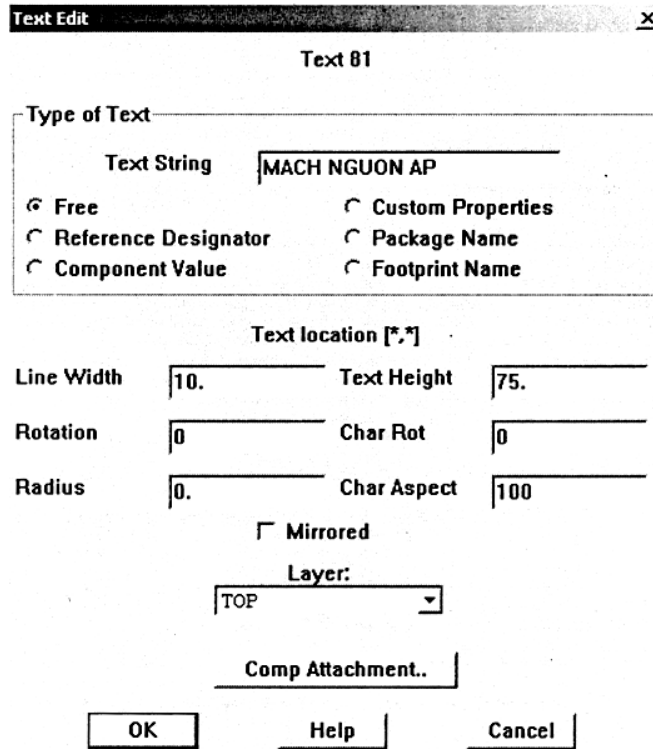 Text Edit
Text 81
Type of Text
Text String MACH NGUON AP
Free Custom Properties
Reference Designator Package Name
Component Value Footprint Name
Text location [*,*]
Line Width 10. Text Height 75.
Rotation 0 Char Rot 0
Radius 0. Char Aspect 100
Mirrored
Layer:
TOP
Comp Attachment..
OK Help Cancel